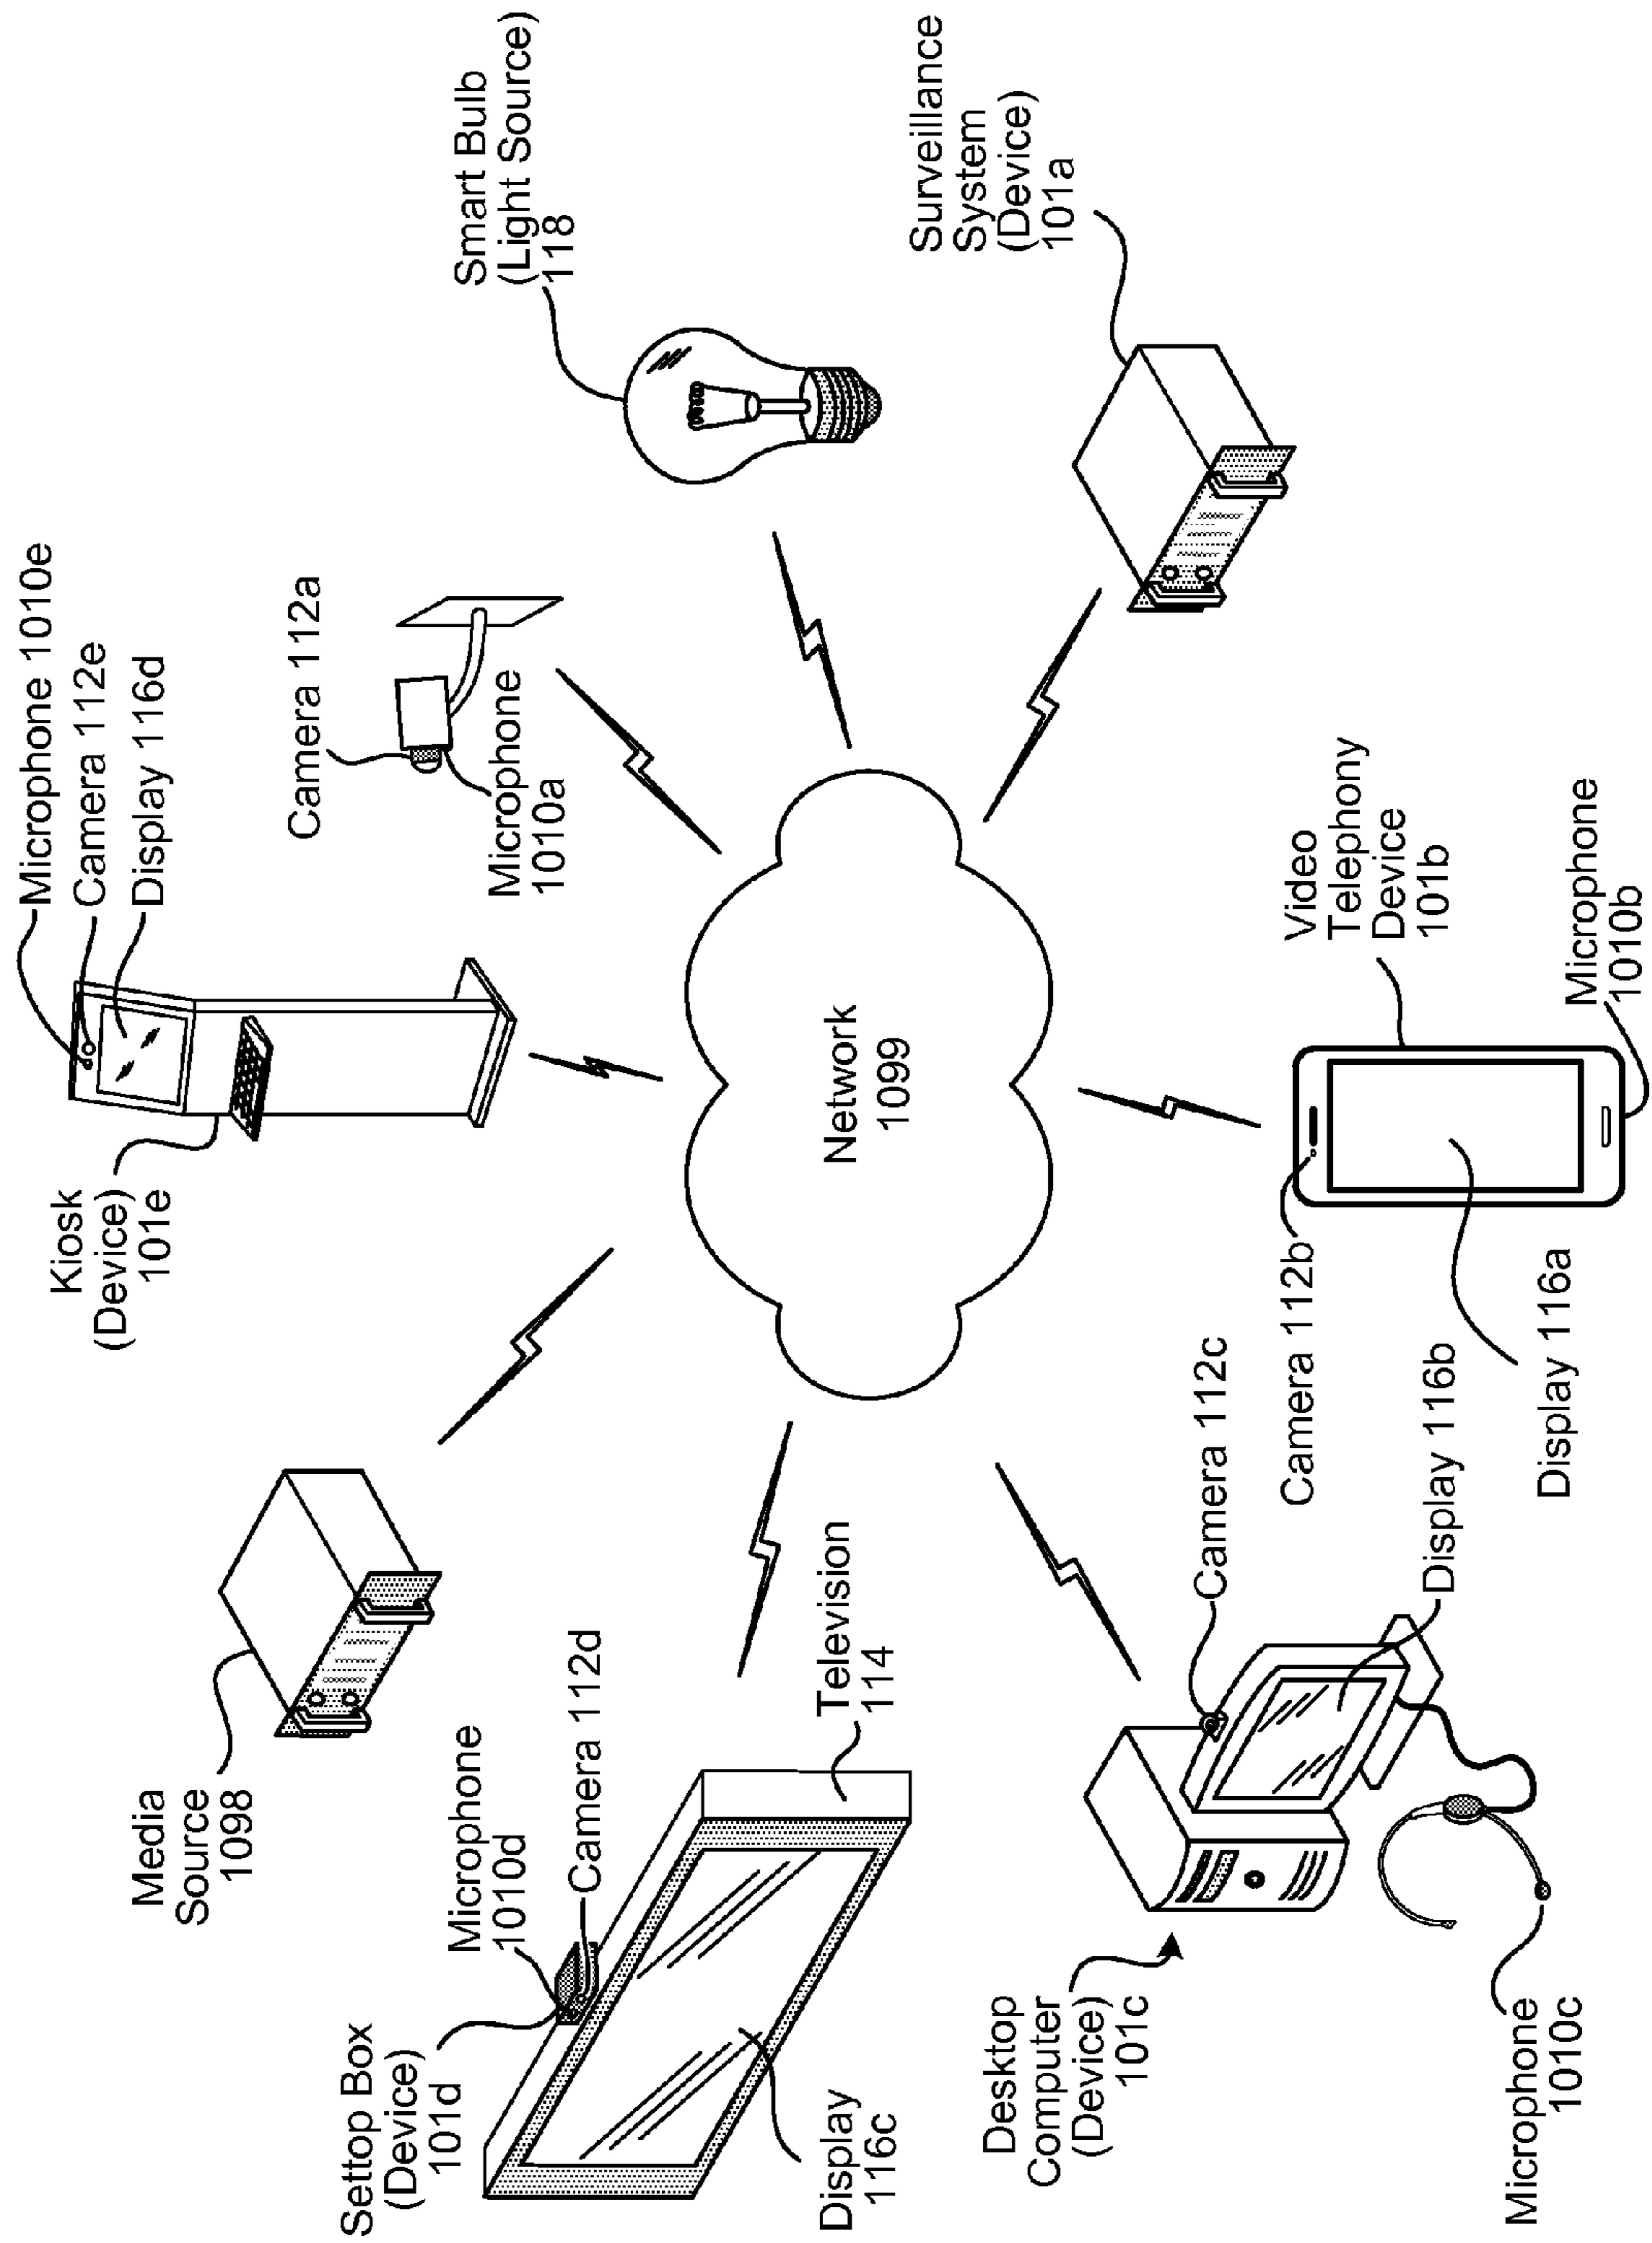 Media
Source
1098
Kiosk
(Device)
101e
Microphone 1010e
Camera 112e
Display 116d
Camera 112a
Microphone
1010a
Smart Bulb
(Light Source)
118
Settop Box
(Device)
101d
Microphone
1010d
Camera 112d
Television
114
Display
116c
Network
1099
Surveillance
System
(Device)
101a
Desktop
Computer
(Device)
101c
Camera 112c
Display 116b
Microphone
1010c
Camera 112b
Display 116a
Video
Telephony
Device
101b
Microphone
1010b